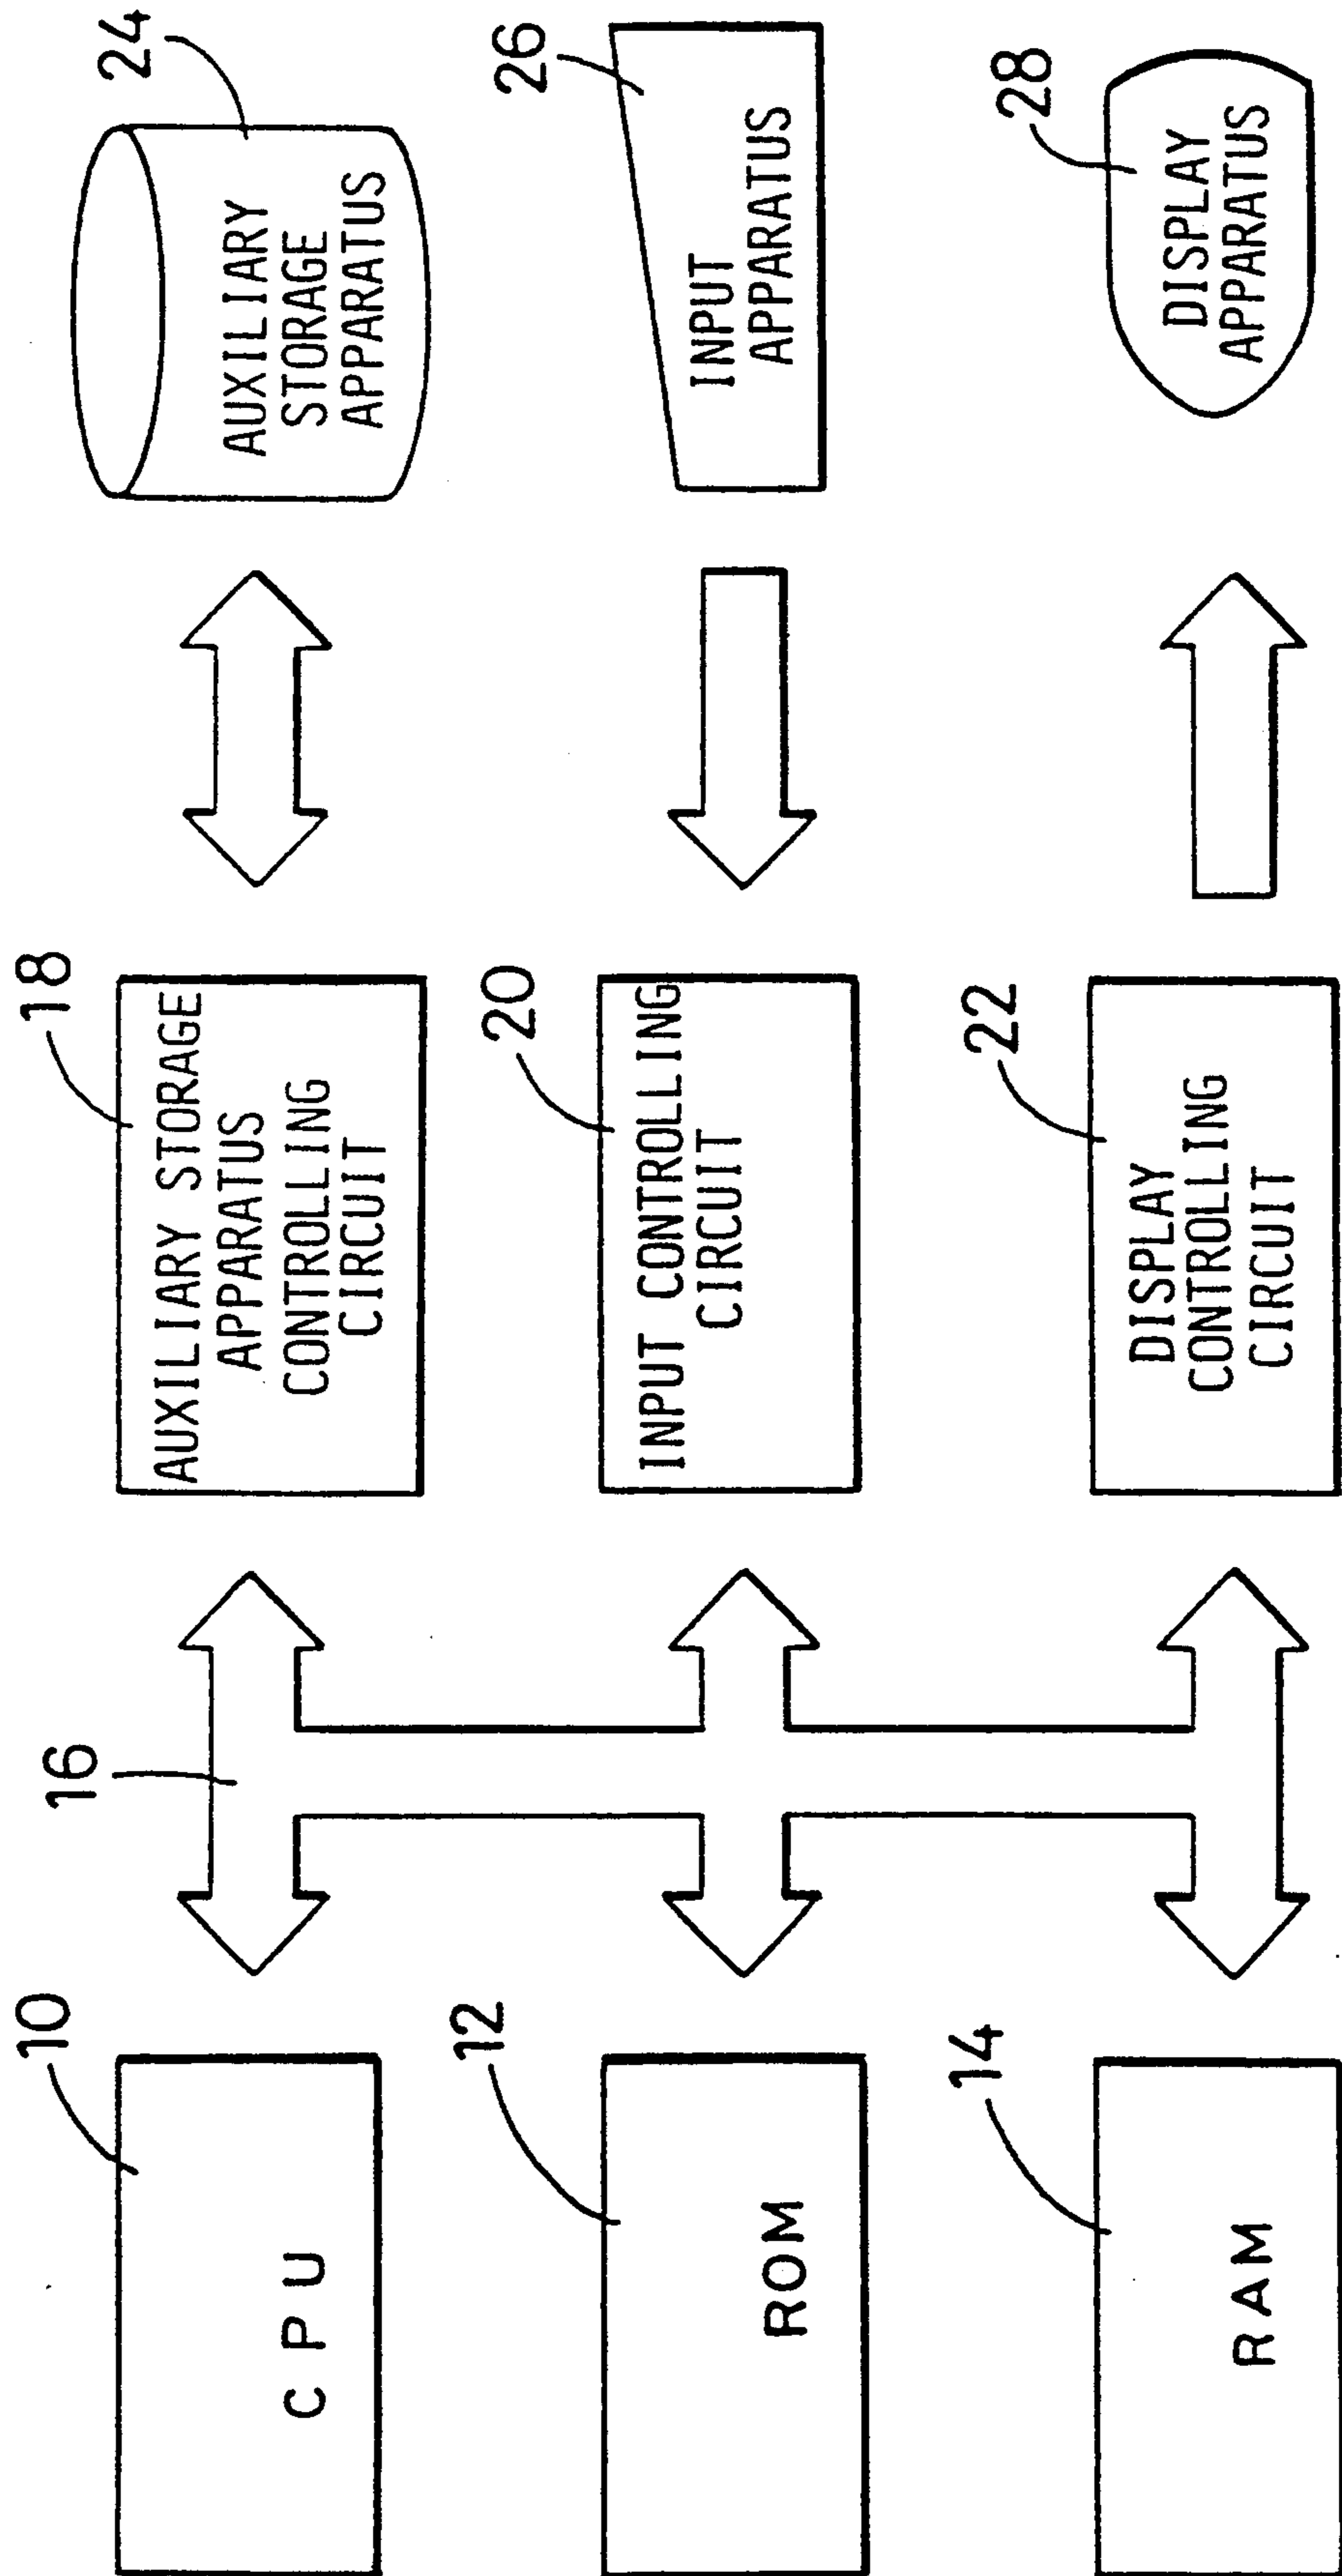 10
C P U
16
18
AUXILIARY STORAGE
APPARATUS
CONTROLLING
CIRCUIT
24
AUXILIARY
STORAGE
APPARATUS
12
ROM
20
INPUT CONTROLLING
CIRCUIT
26
INPUT
APPARATUS
14
RAM
22
DISPLAY
CONTROLLING
CIRCUIT
28
DISPLAY
APPARATUS